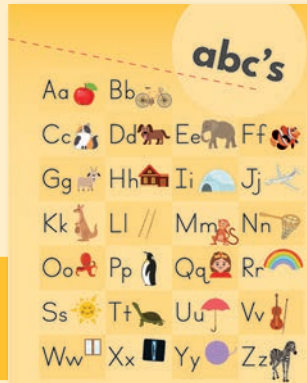 abc's
Aa Bb
Cc Dd Ee Ff
Gg Hh Ii Jj
Kk Ll Mm Nn
Oo Pp Qq Rr
Ss Tt Uu Vv
Ww Xx Yy Zz